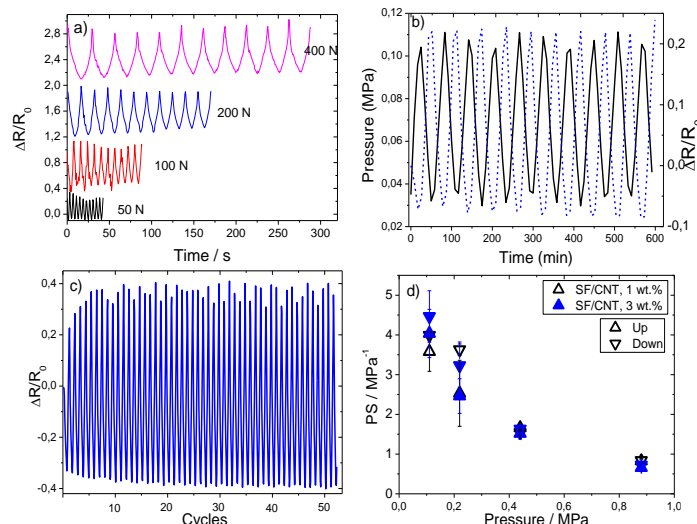 a)
400 N
200 N
100 N
50 N
2,8
2,4
2,0
1,6
1,2
0,8
0,4
0,0
ΔR/R0
0 50 100 150 200 250 300
Time / s
b)
0,12
0,10
0,08
0,06
0,04
0,02
Pressure (MPa)
0,2
0,1
0,0
-0,1
ΔR/R0
0 100 200 300 400 500 600
Time (min)
c)
0,4
0,0
-0,4
ΔR/R0
10 20 30 40 50
Cycles
d)
SF/CNT, 1 wt.%
SF/CNT, 3 wt.%
Up
Down
5
4
3
2
1
0
PS / MPa-1
0,0 0,2 0,4 0,6 0,8 1,0
Pressure / MPa